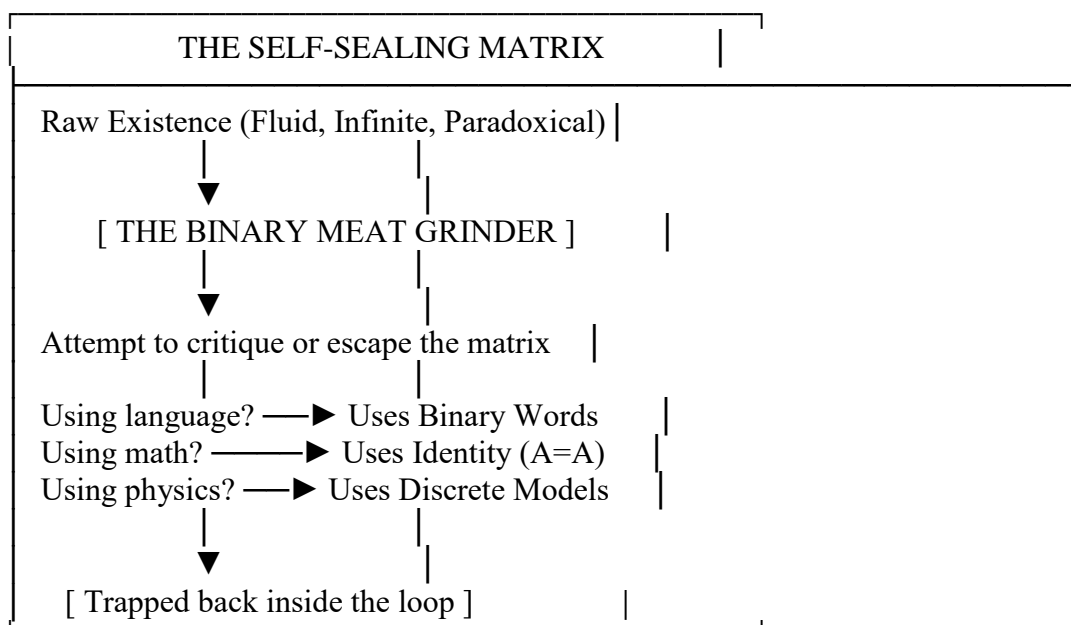 THE SELF-SEALING MATRIX
Raw Existence (Fluid, Infinite, Paradoxical)
[ THE BINARY MEAT GRINDER ]
Attempt to critique or escape the matrix
Using language? ──► Uses Binary Words
Using math? ────► Uses Identity (A=A)
Using physics? ──► Uses Discrete Models
[ Trapped back inside the loop ]